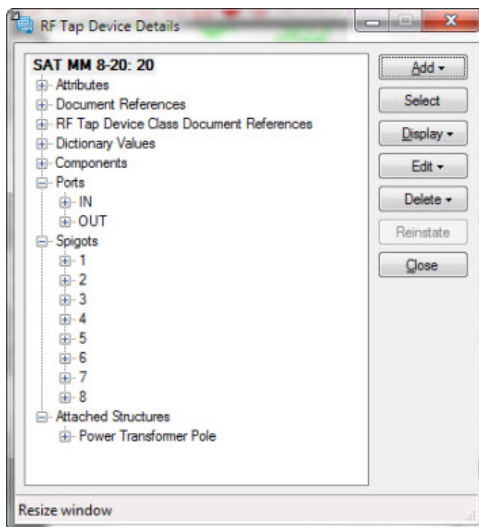 RF Tap Device Details
SAT MM 8-20: 20
Attributes
Document References
RF Tap Device Class Document References
Dictionary Values
Components
Ports
IN
OUT
Spigots
1
2
3
4
5
6
7
8
Attached Structures
Power Transformer Pole
Add
Select
Display
Edit
Delete
Reinstate
Close
Resize window